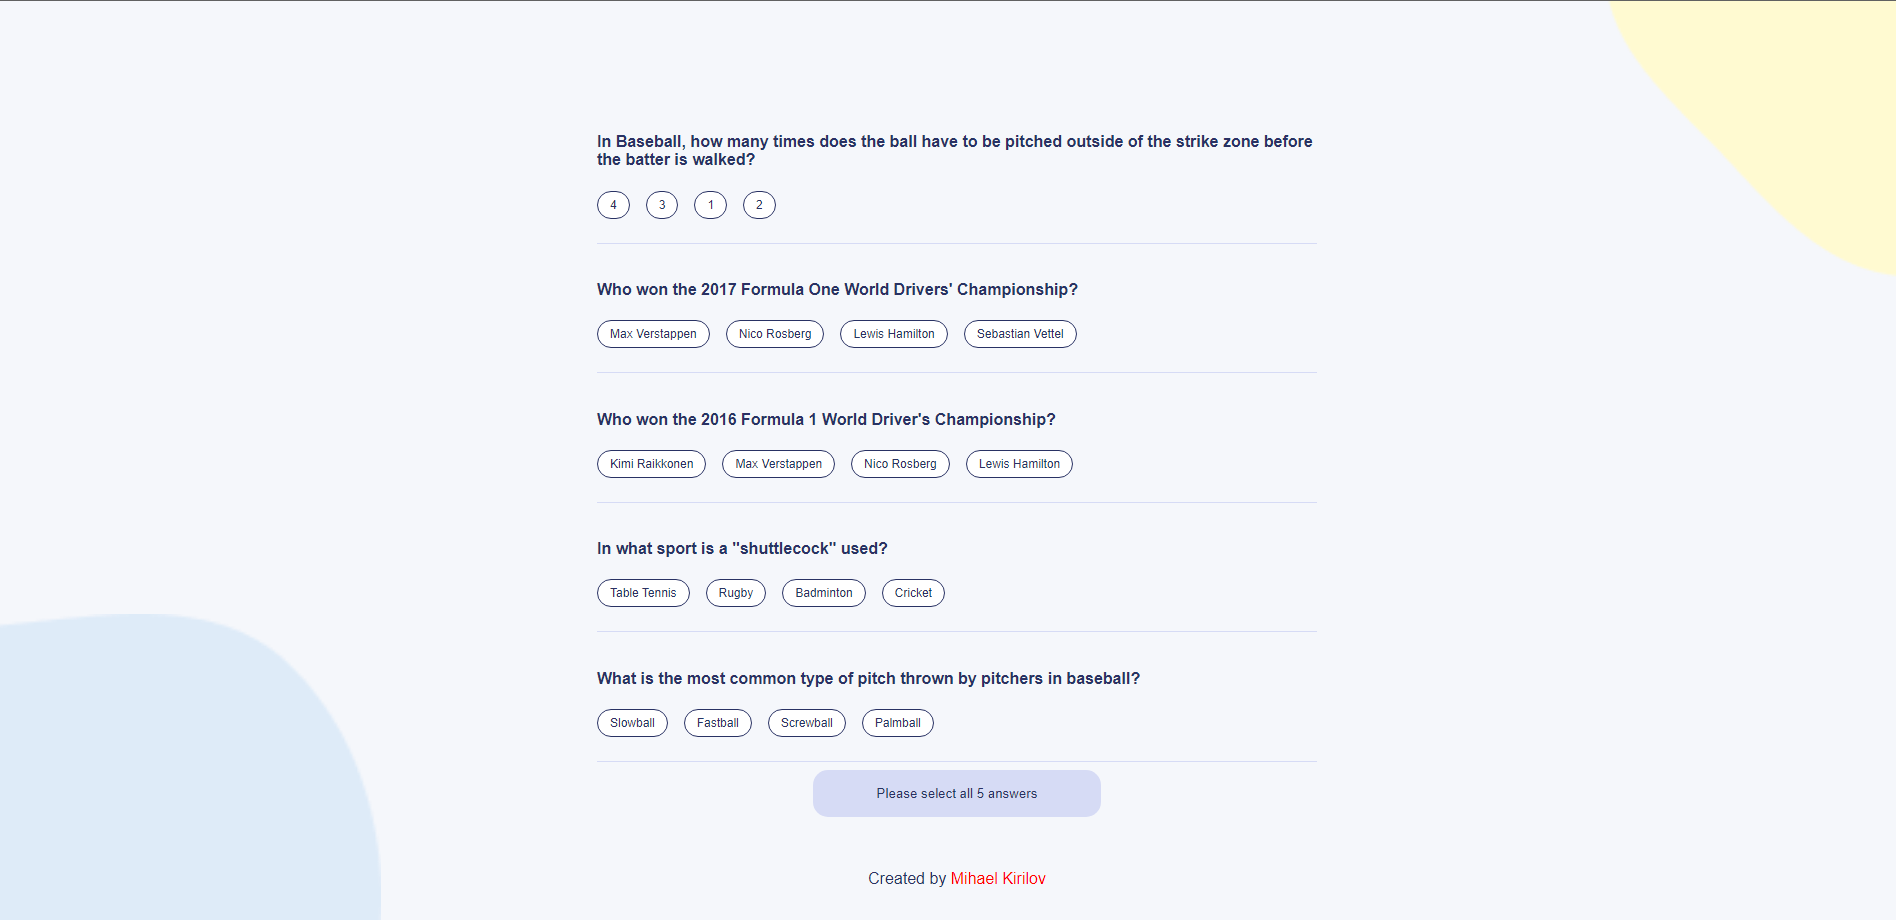 In Baseball, how many times does the ball have to be pitched outside of the strike zone before
the batter is walked?
4 3 1 2
Who won the 2017 Formula One World Drivers' Championship?
Max Verstappen Nico Rosberg Lewis Hamilton Sebastian Vettel
Who won the 2016 Formula 1 World Driver's Championship?
Kimi Raikkonen Max Verstappen Nico Rosberg Lewis Hamilton
In what sport is a "shuttlecock" used?
Table Tennis Rugby Badminton Cricket
What is the most common type of pitch thrown by pitchers in baseball?
Slowball Fastball Screwball Palmball
Please select all 5 answers
Created by Mihael Kirilov